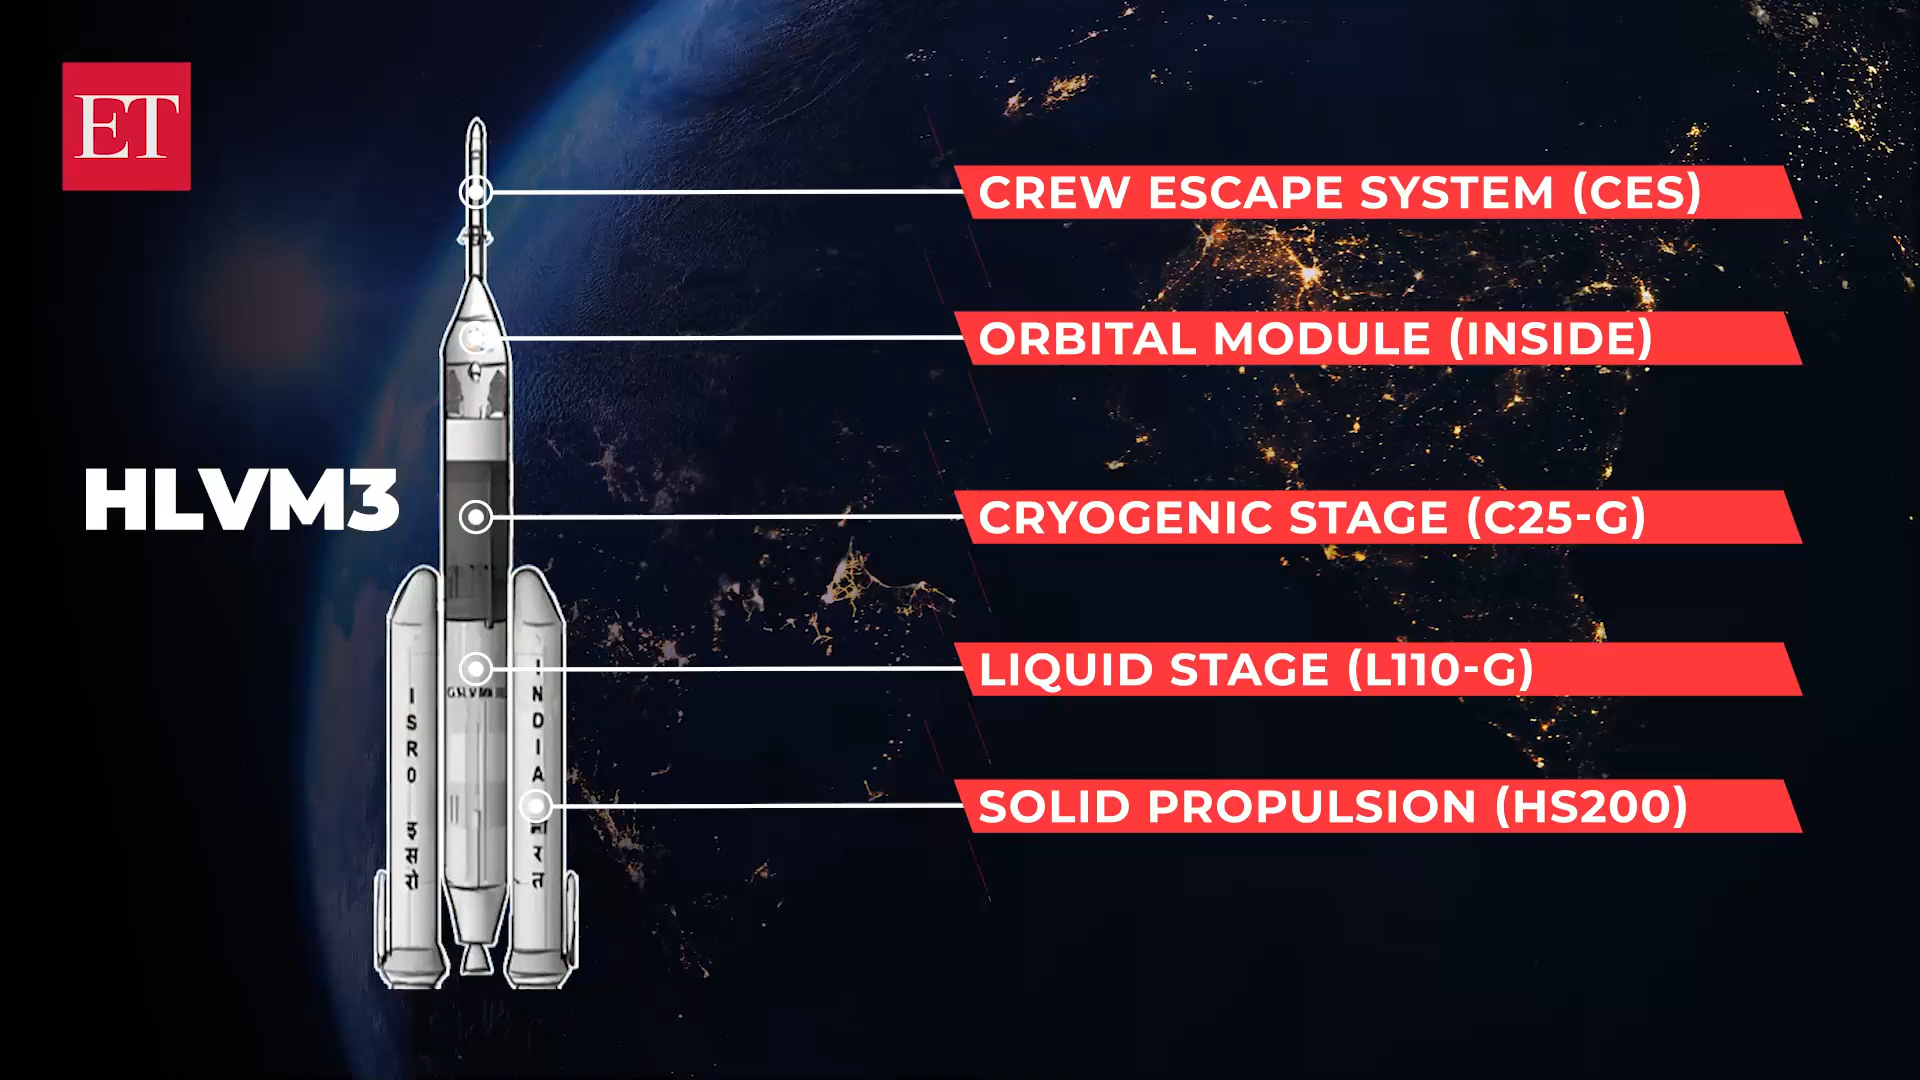 ET
CREW ESCAPE SYSTEM (CES)
ORBITAL MODULE (INSIDE)
HLVM3
CRYOGENIC STAGE (C25-G)
LIQUID STAGE (L110-G)
SOLID PROPULSION (HS200)
ISRO इसरो
INDIA